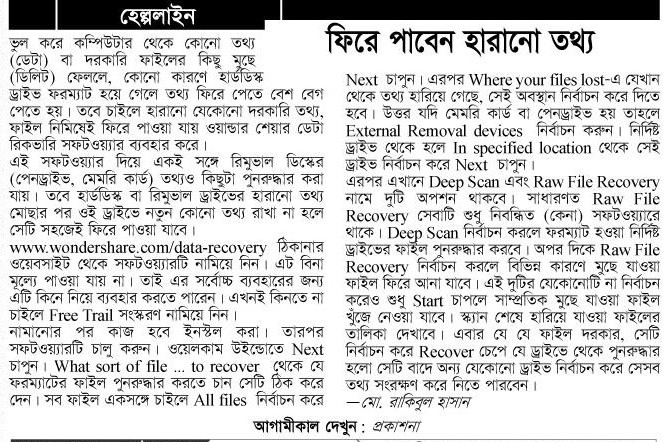 হেল্পলাইন
ফিরে পাবেন হারানো তথ্য
ভুল করে কম্পিউটার থেকে কোনো তথ্য
(ডেটা) বা দরকারি ফাইলের কিছু মুছে
(ডিলিট) ফেললে, কোনো কারণে হার্ডডিস্ক
ড্রাইভ ফরম্যাট হয়ে গেলে তথ্য ফিরে পেতে বেশ বেগ
পেতে হয়। তবে চাইলে হারানো যেকোনো দরকারি তথ্য,
ফাইল নিমিষেই ফিরে পাওয়া যায় ওয়ান্ডার শেয়ার ডেটা
রিকভারি সফটওয়্যার ব্যবহার করে।
এই সফটওয়্যার দিয়ে একই সঙ্গে রিমুভাল ডিস্কের
(পেনড্রাইভ, মেমরি কার্ড) তথ্যও কিছুটা পুনরুদ্ধার করা
যায়। তবে হার্ডডিস্ক বা রিমুভাল ড্রাইভের হারানো তথ্য
মোছার পর ওই ড্রাইভে নতুন কোনো তথ্য রাখা না হলে
সেটি সহজেই ফিরে পাওয়া যাবে।
www.wondershare.com/data-recovery ঠিকানার
ওয়েবসাইট থেকে সফটওয়্যারটি নামিয়ে নিন। এট বিনা
মূল্যে পাওয়া যায় না। তাই এর সর্বোচ্চ ব্যবহারের জন্য
এটি কিনে নিয়ে ব্যবহার করতে পারেন। এখনই কিনতে না
চাইলে Free Trail সংস্করণ নামিয়ে নিন।
নামানোর পর কাজ হবে ইনস্টল করা। তারপর
সফটওয়্যারটি চালু করুন। ওয়েলকাম উইন্ডোতে Next
চাপুন। What sort of file ... to recover থেকে যে
ফরম্যাটের ফাইল পুনরুদ্ধার করতে চান সেটি ঠিক করে
দেন। সব ফাইল একসঙ্গে চাইলে All files নির্বাচন করে
Next চাপুন। এরপর Where your files lost-এ যেখান
থেকে তথ্য হারিয়ে গেছে, সেই অবস্থান নির্বাচন করে দিতে
হবে। উত্তর যদি মেমরি কার্ড বা পেনড্রাইভ হয় তাহলে
External Removal devices নির্বাচন করুন। নির্দিষ্ট
ড্রাইভ থেকে হলে In specified location থেকে সেই
ড্রাইভ নির্বাচন করে Next চাপুন।
এরপর এখানে Deep Scan এবং Raw File Recovery
নামে দুটি অপশন থাকবে। সাধারণত Raw File
Recovery সেবাটি শুধু নিবন্ধিত (কেনা) সফটওয়্যারে
থাকে। Deep Scan নির্বাচন করলে ফরম্যাট হওয়া নির্দিষ্ট
ড্রাইভের ফাইল পুনরুদ্ধার করবে। অপর দিকে Raw File
Recovery নির্বাচন করলে বিভিন্ন কারণে মুছে যাওয়া
ফাইল ফিরে আনা যাবে। এই দুটির যেকোনোটি না নির্বাচন
করেও শুধু Start চাপলে সাম্প্রতিক মুছে যাওয়া ফাইল
খুঁজে নেওয়া যাবে। স্ক্যান শেষে হারিয়ে যাওয়া ফাইলের
তালিকা দেখাবে। এবার যে যে ফাইল দরকার, সেটি
নির্বাচন করে Recover চেপে যে ড্রাইভে থেকে পুনরুদ্ধার
হলো সেটি বাদে অন্য যেকোনো ড্রাইভ নির্বাচন করে সেসব
তথ্য সংরক্ষণ করে নিতে পারবেন।
—মো. রাকিবুল হাসান
আগামীকাল দেখুন : প্রকাশনা